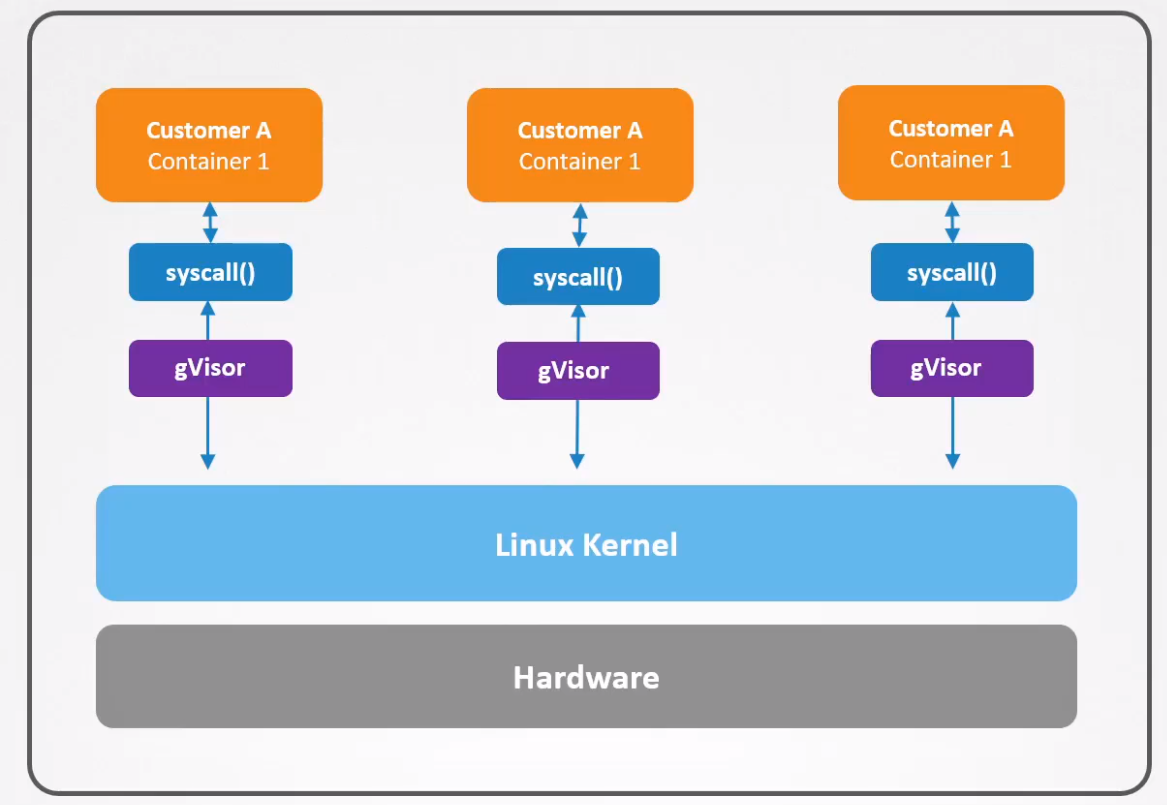 Customer A
Container 1
Customer A
Container 1
Customer A
Container 1
syscall()
syscall()
syscall()
gVisor
gVisor
gVisor
Linux Kernel
Hardware